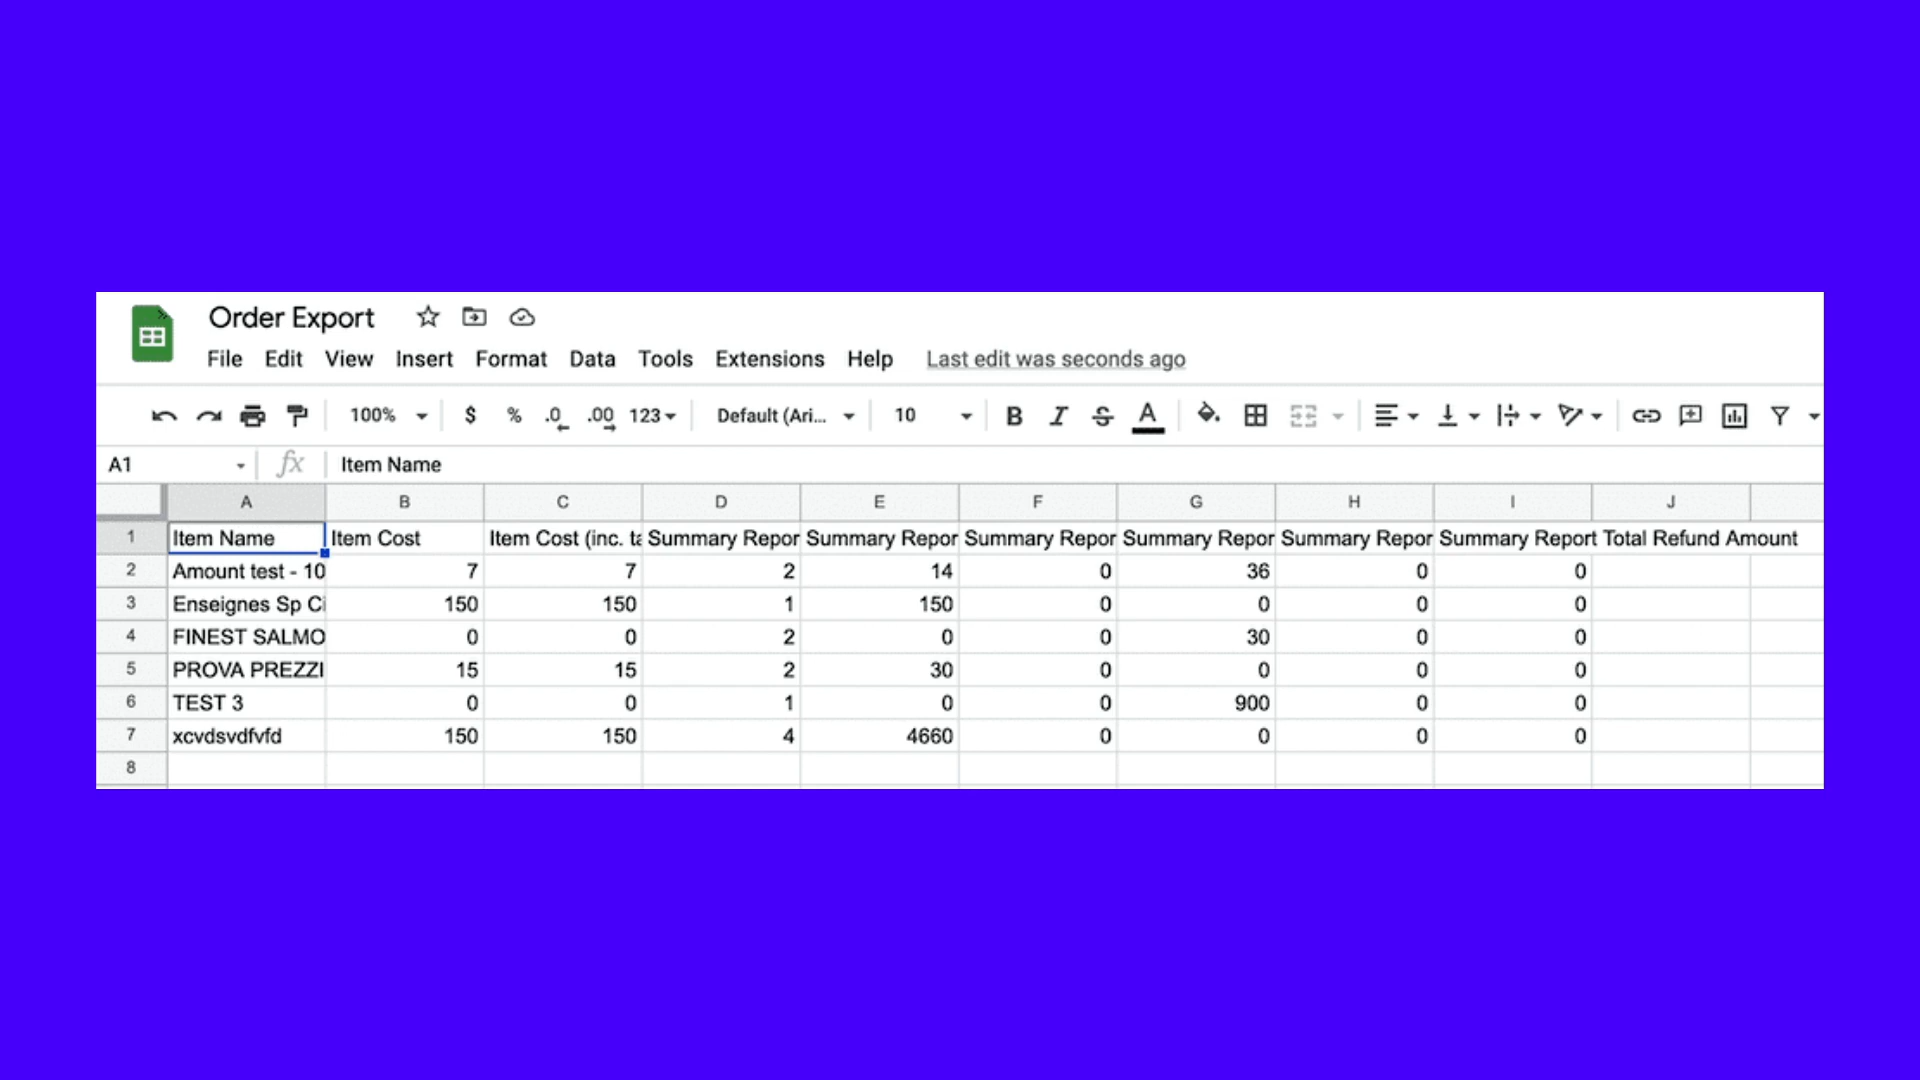 Order Export
File Edit View Insert Format Data Tools Extensions Help Last edit was seconds ago
100% $ % .0 .00 123 Default (Ari... 10 B I S A
A1 fx Item Name
A B C D E F G H I J
1 Item Name Item Cost Item Cost (inc. ta Summary Repor Summary Repor Summary Repor Summary Repor Summary Repor Summary Report Total Refund Amount
2 Amount test - 10 7 7 2 14 0 36 0 0
3 Enseignes Sp Ci 150 150 1 150 0 0 0 0
4 FINEST SALMO 0 0 2 0 0 30 0 0
5 PROVA PREZZI 15 15 2 30 0 0 0 0
6 TEST 3 0 0 1 0 0 900 0 0
7 xcvdsvdfvfd 150 150 4 4660 0 0 0 0
8